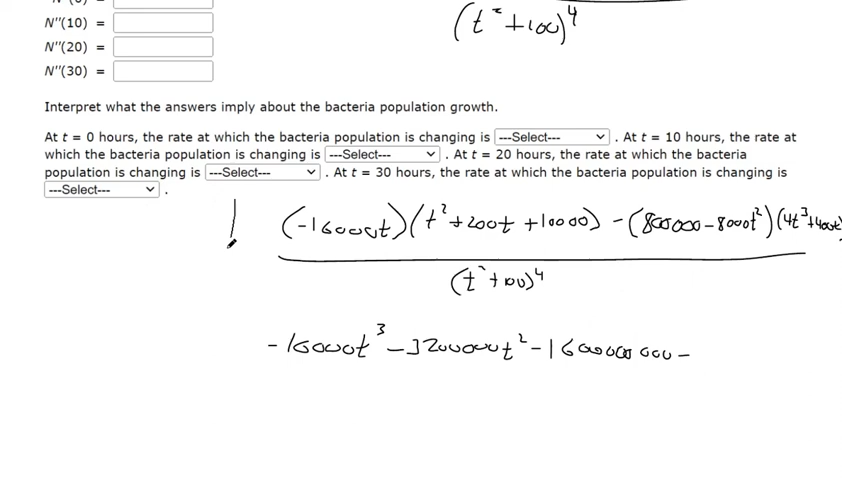 N''(10) =
(t² + 100)⁴
N''(20) =
N''(30) =
Interpret what the answers imply about the bacteria population growth.
At t = 0 hours, the rate at which the bacteria population is changing is ---Select--- . At t = 10 hours, the rate at
which the bacteria population is changing is ---Select--- . At t = 20 hours, the rate at which the bacteria
population is changing is ---Select--- . At t = 30 hours, the rate at which the bacteria population is changing is
---Select--- .
(-16000t)(t² + 200t + 10000) - (800000 - 8000t²)(4t³ + 400t)
(t² + 100)⁴
-16000t³ - 3200000t² - 1600000000 -